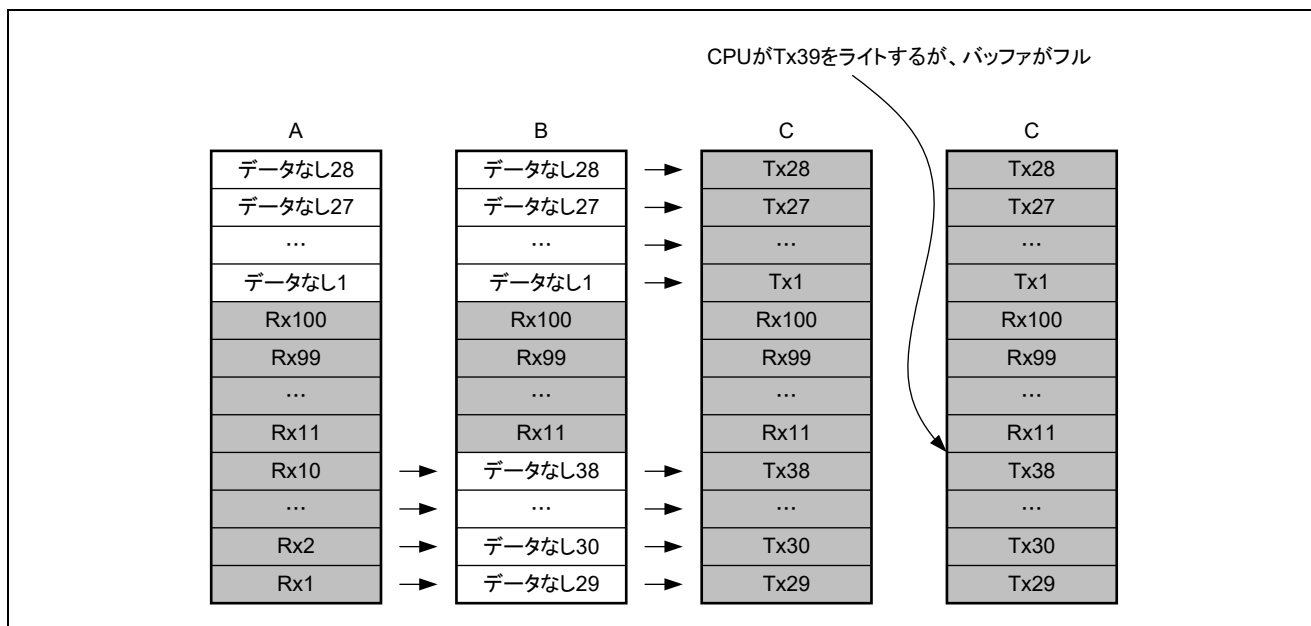 CPUがTx39をライトするが、バッファがフル
A B C C
データなし28 データなし28 Tx28 Tx28
データなし27 データなし27 Tx27 Tx27
… … … …
データなし1 データなし1 Tx1 Tx1
Rx100 Rx100 Rx100 Rx100
Rx99 Rx99 Rx99 Rx99
… … … …
Rx11 Rx11 Rx11 Rx11
Rx10 データなし38 Tx38 Tx38
… … … …
Rx2 データなし30 Tx30 Tx30
Rx1 データなし29 Tx29 Tx29